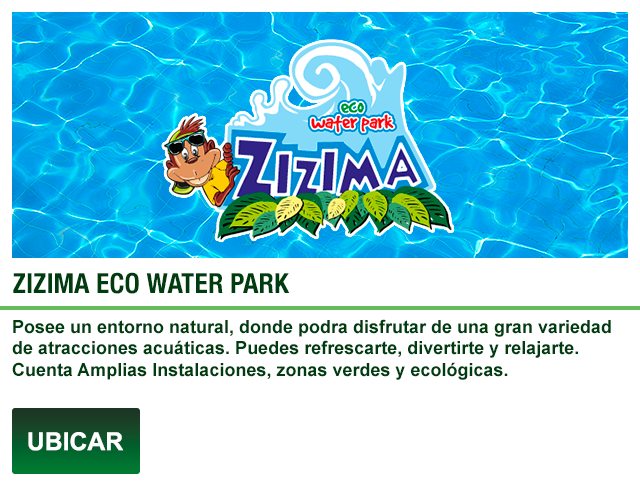 eco
water park
ZIZIMA
ZIZIMA ECO WATER PARK
Posee un entorno natural, donde podra disfrutar de una gran variedad
de atracciones acuáticas. Puedes refrescarte, divertirte y relajarte.
Cuenta Amplias Instalaciones, zonas verdes y ecológicas.
UBICAR